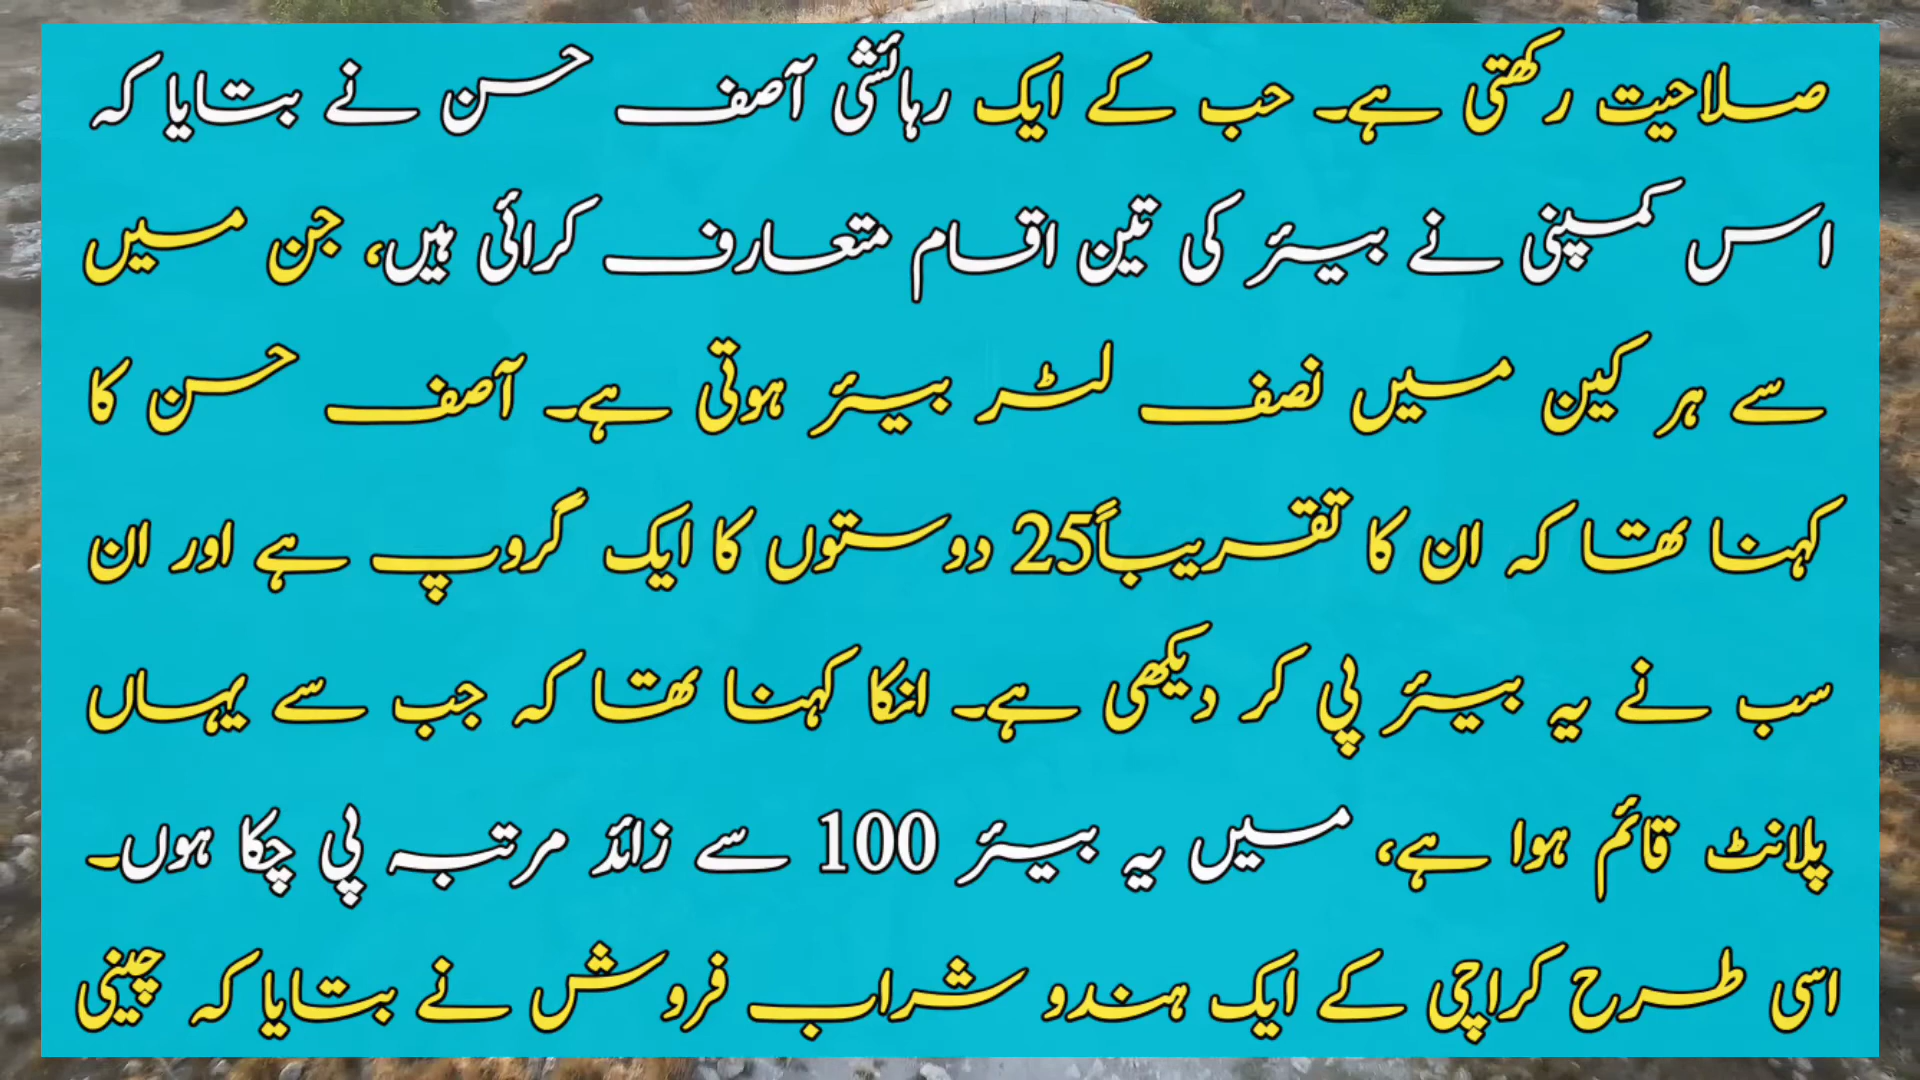 صلاحیت رکھتی ہے۔ حب کے ایک رہائشی آصف حسن نے بتایا کہ
اس کمپنی نے بیئر کی تین اقسام متعارف کرائی ہیں، جن میں
سے ہر کین میں نصف لٹر بیئر ہوتی ہے۔ آصف حسن کا
کہنا تھا کہ ان کا تقریباً25 دوستوں کا ایک گروپ ہے اور ان
سب نے یہ بیئر پی کر دیکھی ہے۔ انکا کہنا تھا کہ جب سے یہاں
پلانٹ قائم ہوا ہے، میں یہ بیئر 100 سے زائد مرتبہ پی چکا ہوں۔
اسی طرح کراچی کے ایک ہندو شراب فروش نے بتایا کہ چینی